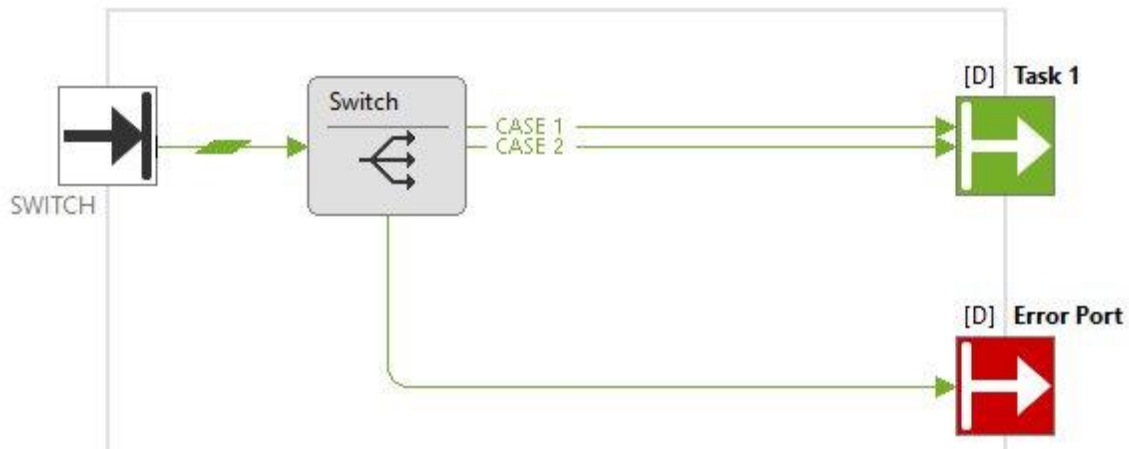 [D] Task 1
Switch
CASE 1
CASE 2
SWITCH
[D] Error Port